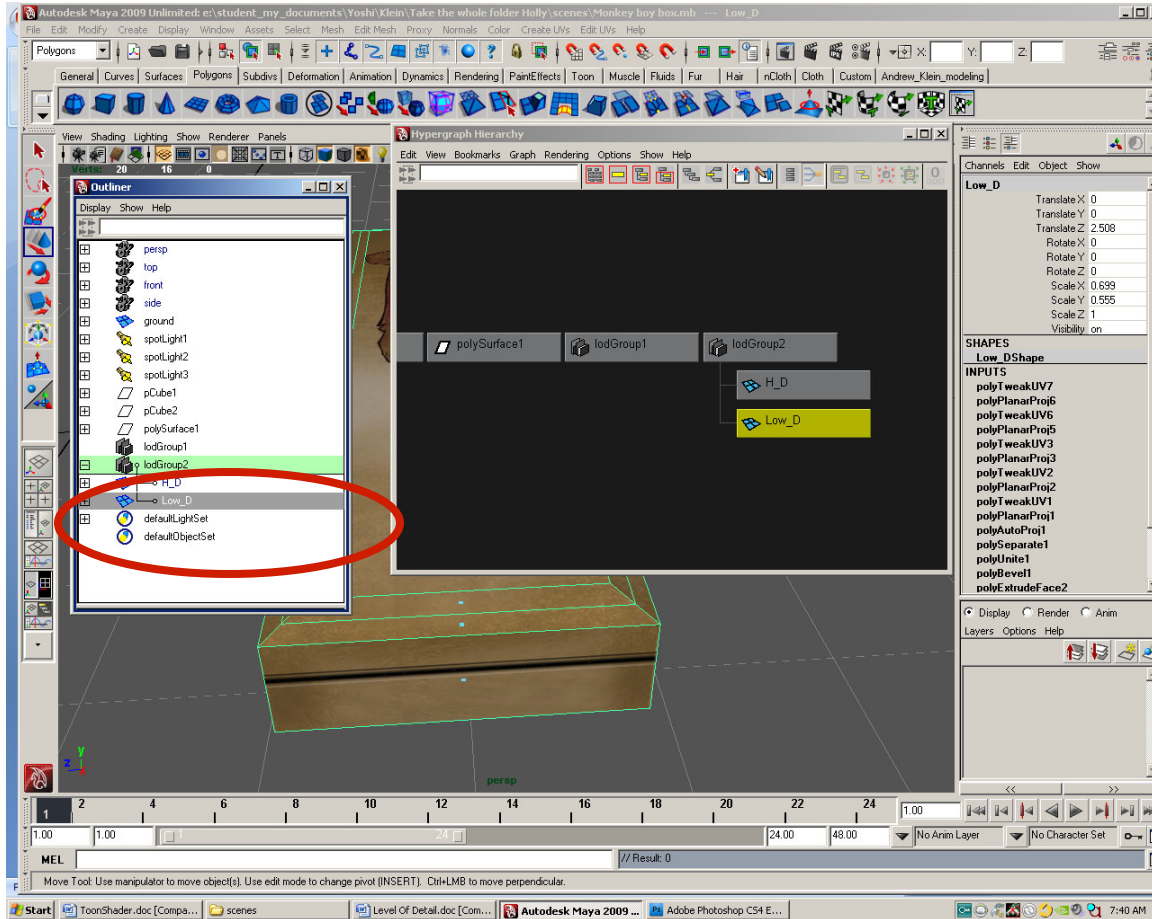 Autodesk Maya 2009 Unlimited: e:\student_my_documents\Yoshi\Klein\Take the whole folder Holly\scenes\Monkey boy box.mb --- Low_D
File Edit Modify Create Display Window Assets Select Mesh Edit Mesh Proxy Normals Color Create UVs Edit UVs Help
Polygons X: Y: Z:
General Curves Surfaces Polygons Subdivs Deformation Animation Dynamics Rendering PaintEffects Toon Muscle Fluids Fur Hair nCloth Cloth Custom Andrew_Klein_modeling
View Shading Lighting Show Renderer Panels
Verts: 20 16 0
Outliner
Display Show Help
persp
top
front
side
ground
spotLight1
spotLight2
spotLight3
pCube1
pCube2
polySurface1
lodGroup1
lodGroup2
H_D
Low_D
defaultLightSet
defaultObjectSet
Hypergraph Hierarchy
Edit View Bookmarks Graph Rendering Options Show Help
polySurface1 lodGroup1 lodGroup2
H_D
Low_D
y
z
persp
Channels Edit Object Show
Low_D
Translate X 0
Translate Y 0
Translate Z 2.508
Rotate X 0
Rotate Y 0
Rotate Z 0
Scale X 0.699
Scale Y 0.555
Scale Z 1
Visibility on
SHAPES
Low_DShape
INPUTS
polyTweakUV7
polyPlanarProj6
polyTweakUV6
polyPlanarProj5
polyTweakUV3
polyPlanarProj3
polyTweakUV2
polyPlanarProj2
polyTweakUV1
polyPlanarProj1
polyAutoProj1
polySeparate1
polyUnite1
polyBevel1
polyExtrudeFace2
Display Render Anim
Layers Options Help
<< >>
1 2 4 6 8 10 12 14 16 18 20 22 24 1.00
1.00 1.00 1 24 24.00 48.00 No Anim Layer No Character Set
MEL // Result: 0
Move Tool: Use manipulator to move object(s). Use edit mode to change pivot (INSERT). Ctrl+LMB to move perpendicular.
Start ToonShader.doc [Compa... scenes Level Of Detail.doc [Com... Autodesk Maya 2009 ... Adobe Photoshop CS4 E... 7:40 AM